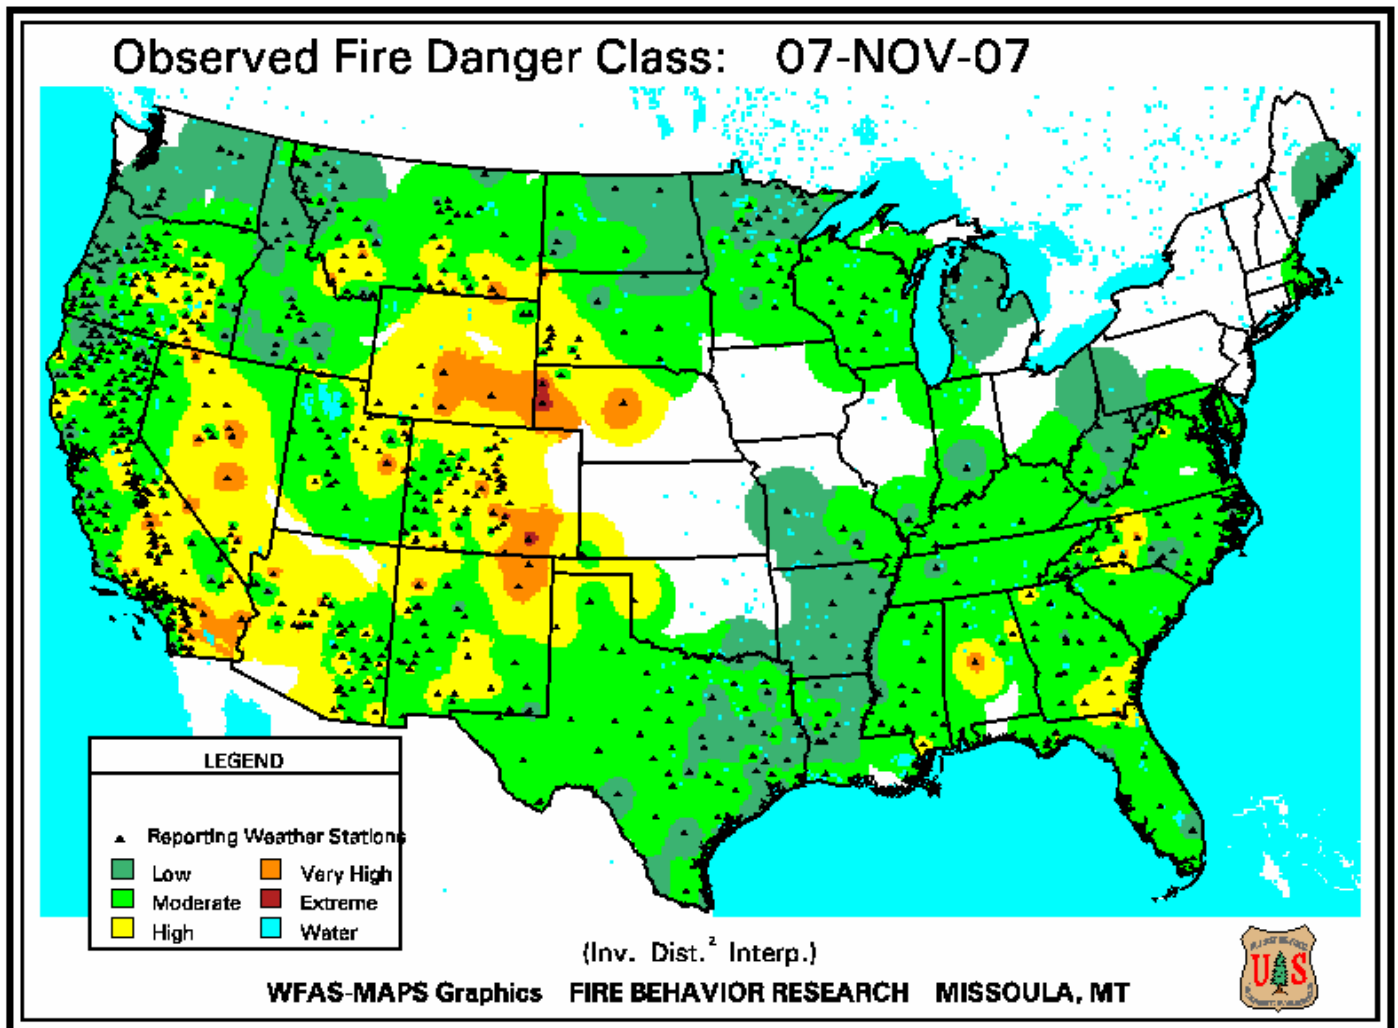 Observed Fire Danger Class: 07-NOV-07
LEGEND
Reporting Weather Stations
Low
Very High
Moderate
Extreme
High
Water
(Inv. Dist.² Interp.)
US
WFAS-MAPS Graphics FIRE BEHAVIOR RESEARCH MISSOULA, MT